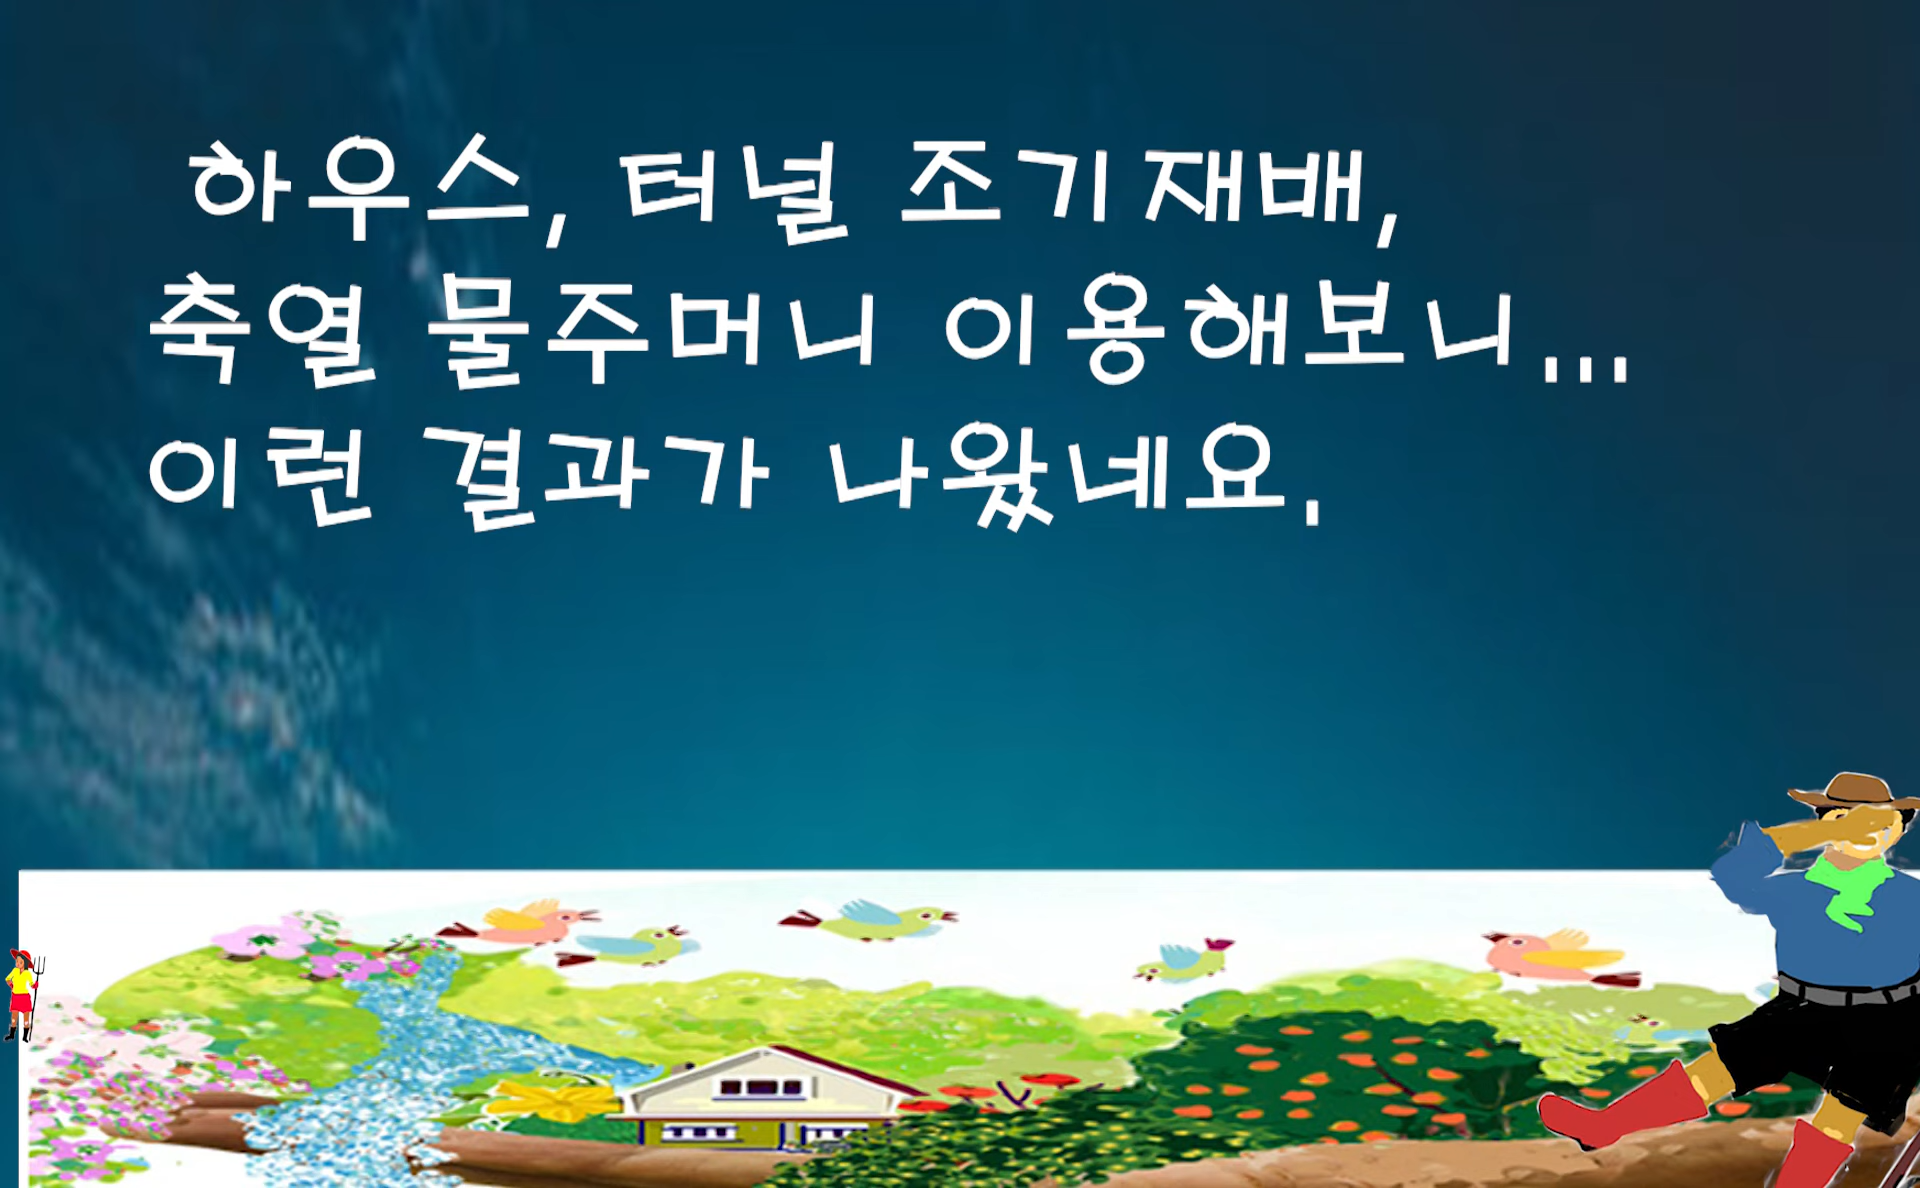 하우스, 터널 조기재배,
축열 물주머니 이용해보니...
이런 결과가 나왔네요.